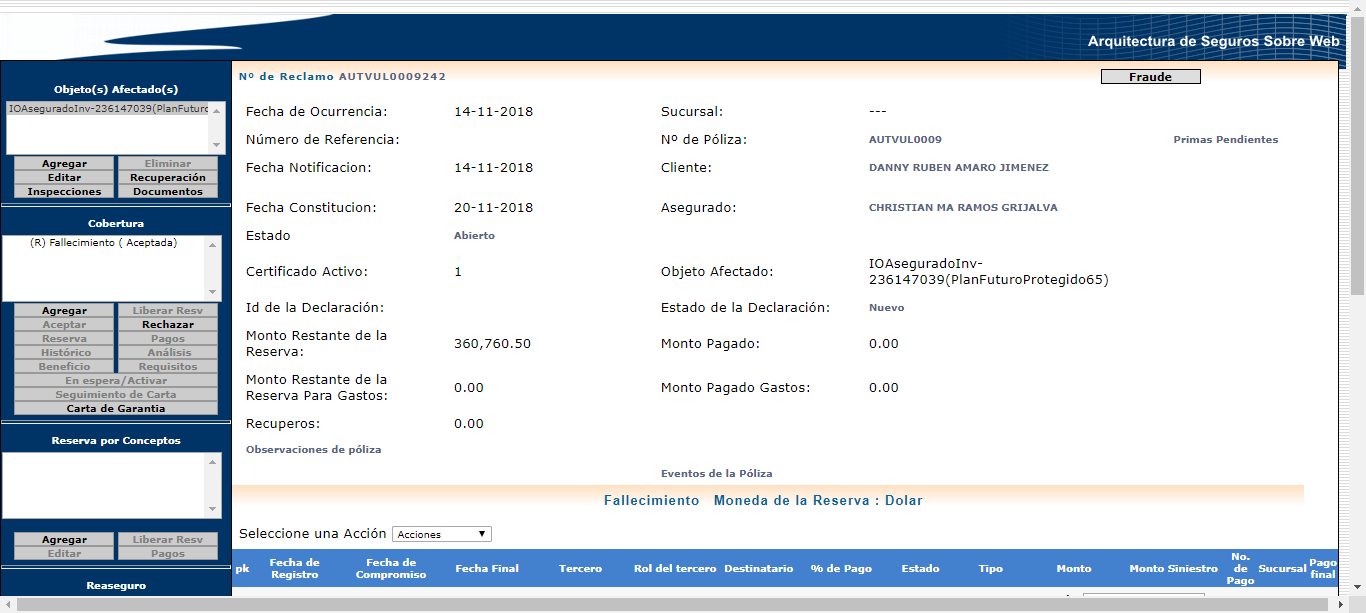 Arquitectura de Seguros Sobre Web
Objeto(s) Afectado(s)
IOAseguradoInv-236147039(PlanFuturo
Agregar Eliminar
Editar Recuperación
Inspecciones Documentos
Cobertura
(R) Fallecimiento ( Aceptada)
Agregar Liberar Resv
Aceptar Rechazar
Reserva Pagos
Histórico Análisis
Beneficio Requisitos
En espera/Activar
Seguimiento de Carta
Carta de Garantia
Reserva por Conceptos
Agregar Liberar Resv
Editar Pagos
Reaseguro
Nº de Reclamo AUTVUL0009242
Fraude
Fecha de Ocurrencia: 14-11-2018 Sucursal: ---
Número de Referencia: Nº de Póliza: AUTVUL0009 Primas Pendientes
Fecha Notificacion: 14-11-2018 Cliente: DANNY RUBEN AMARO JIMENEZ
Fecha Constitucion: 20-11-2018 Asegurado: CHRISTIAN MA RAMOS GRIJALVA
Estado Abierto
Certificado Activo: 1 Objeto Afectado: IOAseguradoInv-
236147039(PlanFuturoProtegido65)
Id de la Declaración: Estado de la Declaración: Nuevo
Monto Restante de la
Reserva: 360,760.50 Monto Pagado: 0.00
Monto Restante de la
Reserva Para Gastos: 0.00 Monto Pagado Gastos: 0.00
Recuperos: 0.00
Observaciones de póliza
Eventos de la Póliza
Fallecimiento Moneda de la Reserva : Dolar
Seleccione una Acción Acciones
pk Fecha de Registro Fecha de Compromiso Fecha Final Tercero Rol del tercero Destinatario % de Pago Estado Tipo Monto Monto Siniestro No. de Pago Sucursal Pago final